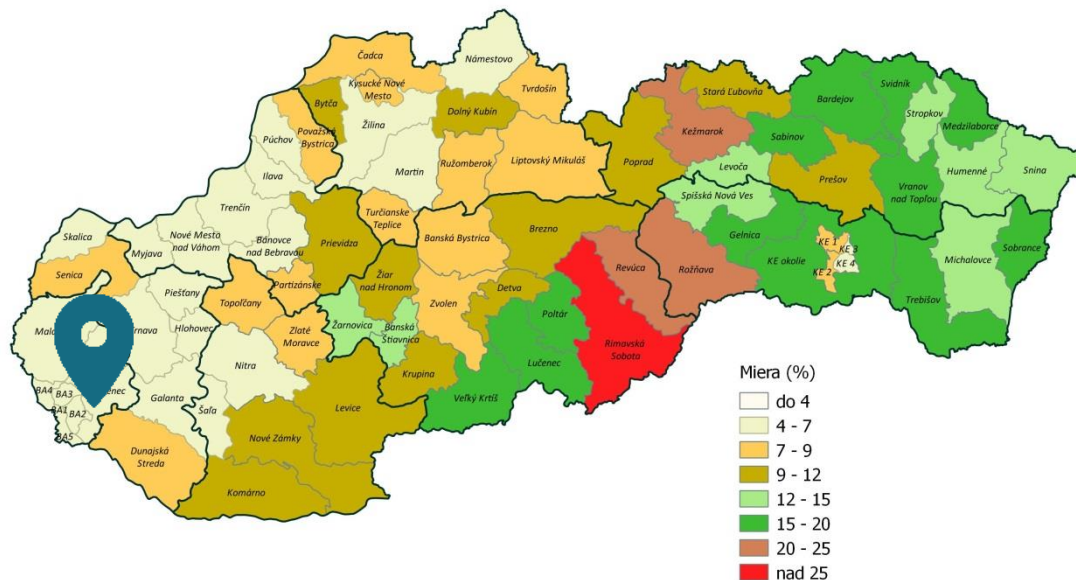 Čadca
Námestovo
Kysucké Nové
Mesto
Tvrdošín
Bytča
Dolný Kubín
Stará Ľubovňa
Bardejov
Svidník
Stropkov
Medzilaborce
Žilina
Považská
Bystrica
Púchov
Kežmarok
Sabinov
Ilava
Martin
Ružomberok
Liptovský Mikuláš
Poprad
Levoča
Prešov
Humenné
Snina
Trenčín
Turčianske
Teplice
Spišská Nová Ves
Vranov
nad Topľou
Skalica
Myjava
Nové Mesto
nad Váhom
Bánovce
nad Bebravou
Prievidza
Banská Bystrica
Brezno
Gelnica
KE okolie
KE 1
KE 3
KE 4
KE 2
Michalovce
Sobrance
Senica
Partizánske
Žiar
nad Hronom
Revúca
Rožňava
Trebišov
Piešťany
Topoľčany
Zvolen
Detva
Hlohovec
Zlaté
Moravce
Žarnovica
Banská
Štiavnica
Poltár
Rimavská
Sobota
Nitra
Krupina
Lučenec
BA4
BA3
BA1
BA2
BA5
Galanta
Šaľa
Levice
Veľký Krtíš
Dunajská
Streda
Nové Zámky
Komárno
Miera (%)
do 4
4 - 7
7 - 9
9 - 12
12 - 15
15 - 20
20 - 25
nad 25